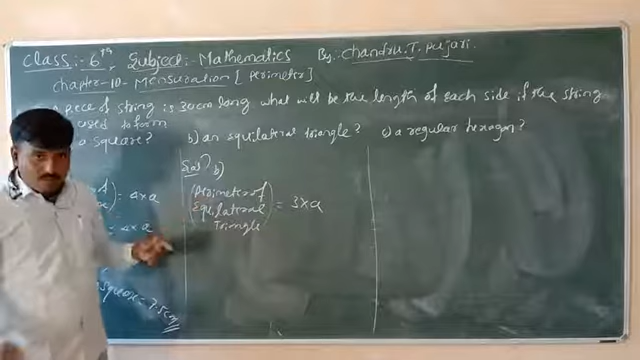 Class:- 6th, Subject:- Mathematics By:- Chandru.T.Pujari.
Chapter-10- Mensuration [Perimeter]
A piece of string is 30cm long what will be the length of each side if the string
used to form
a square? b) an equilateral triangle? c) a regular hexagon?
Sol) b)
= 4 x a
= 4 x a
square = 7.5cm
(Perimeter of
Equilateral = 3 x a
Triangle)